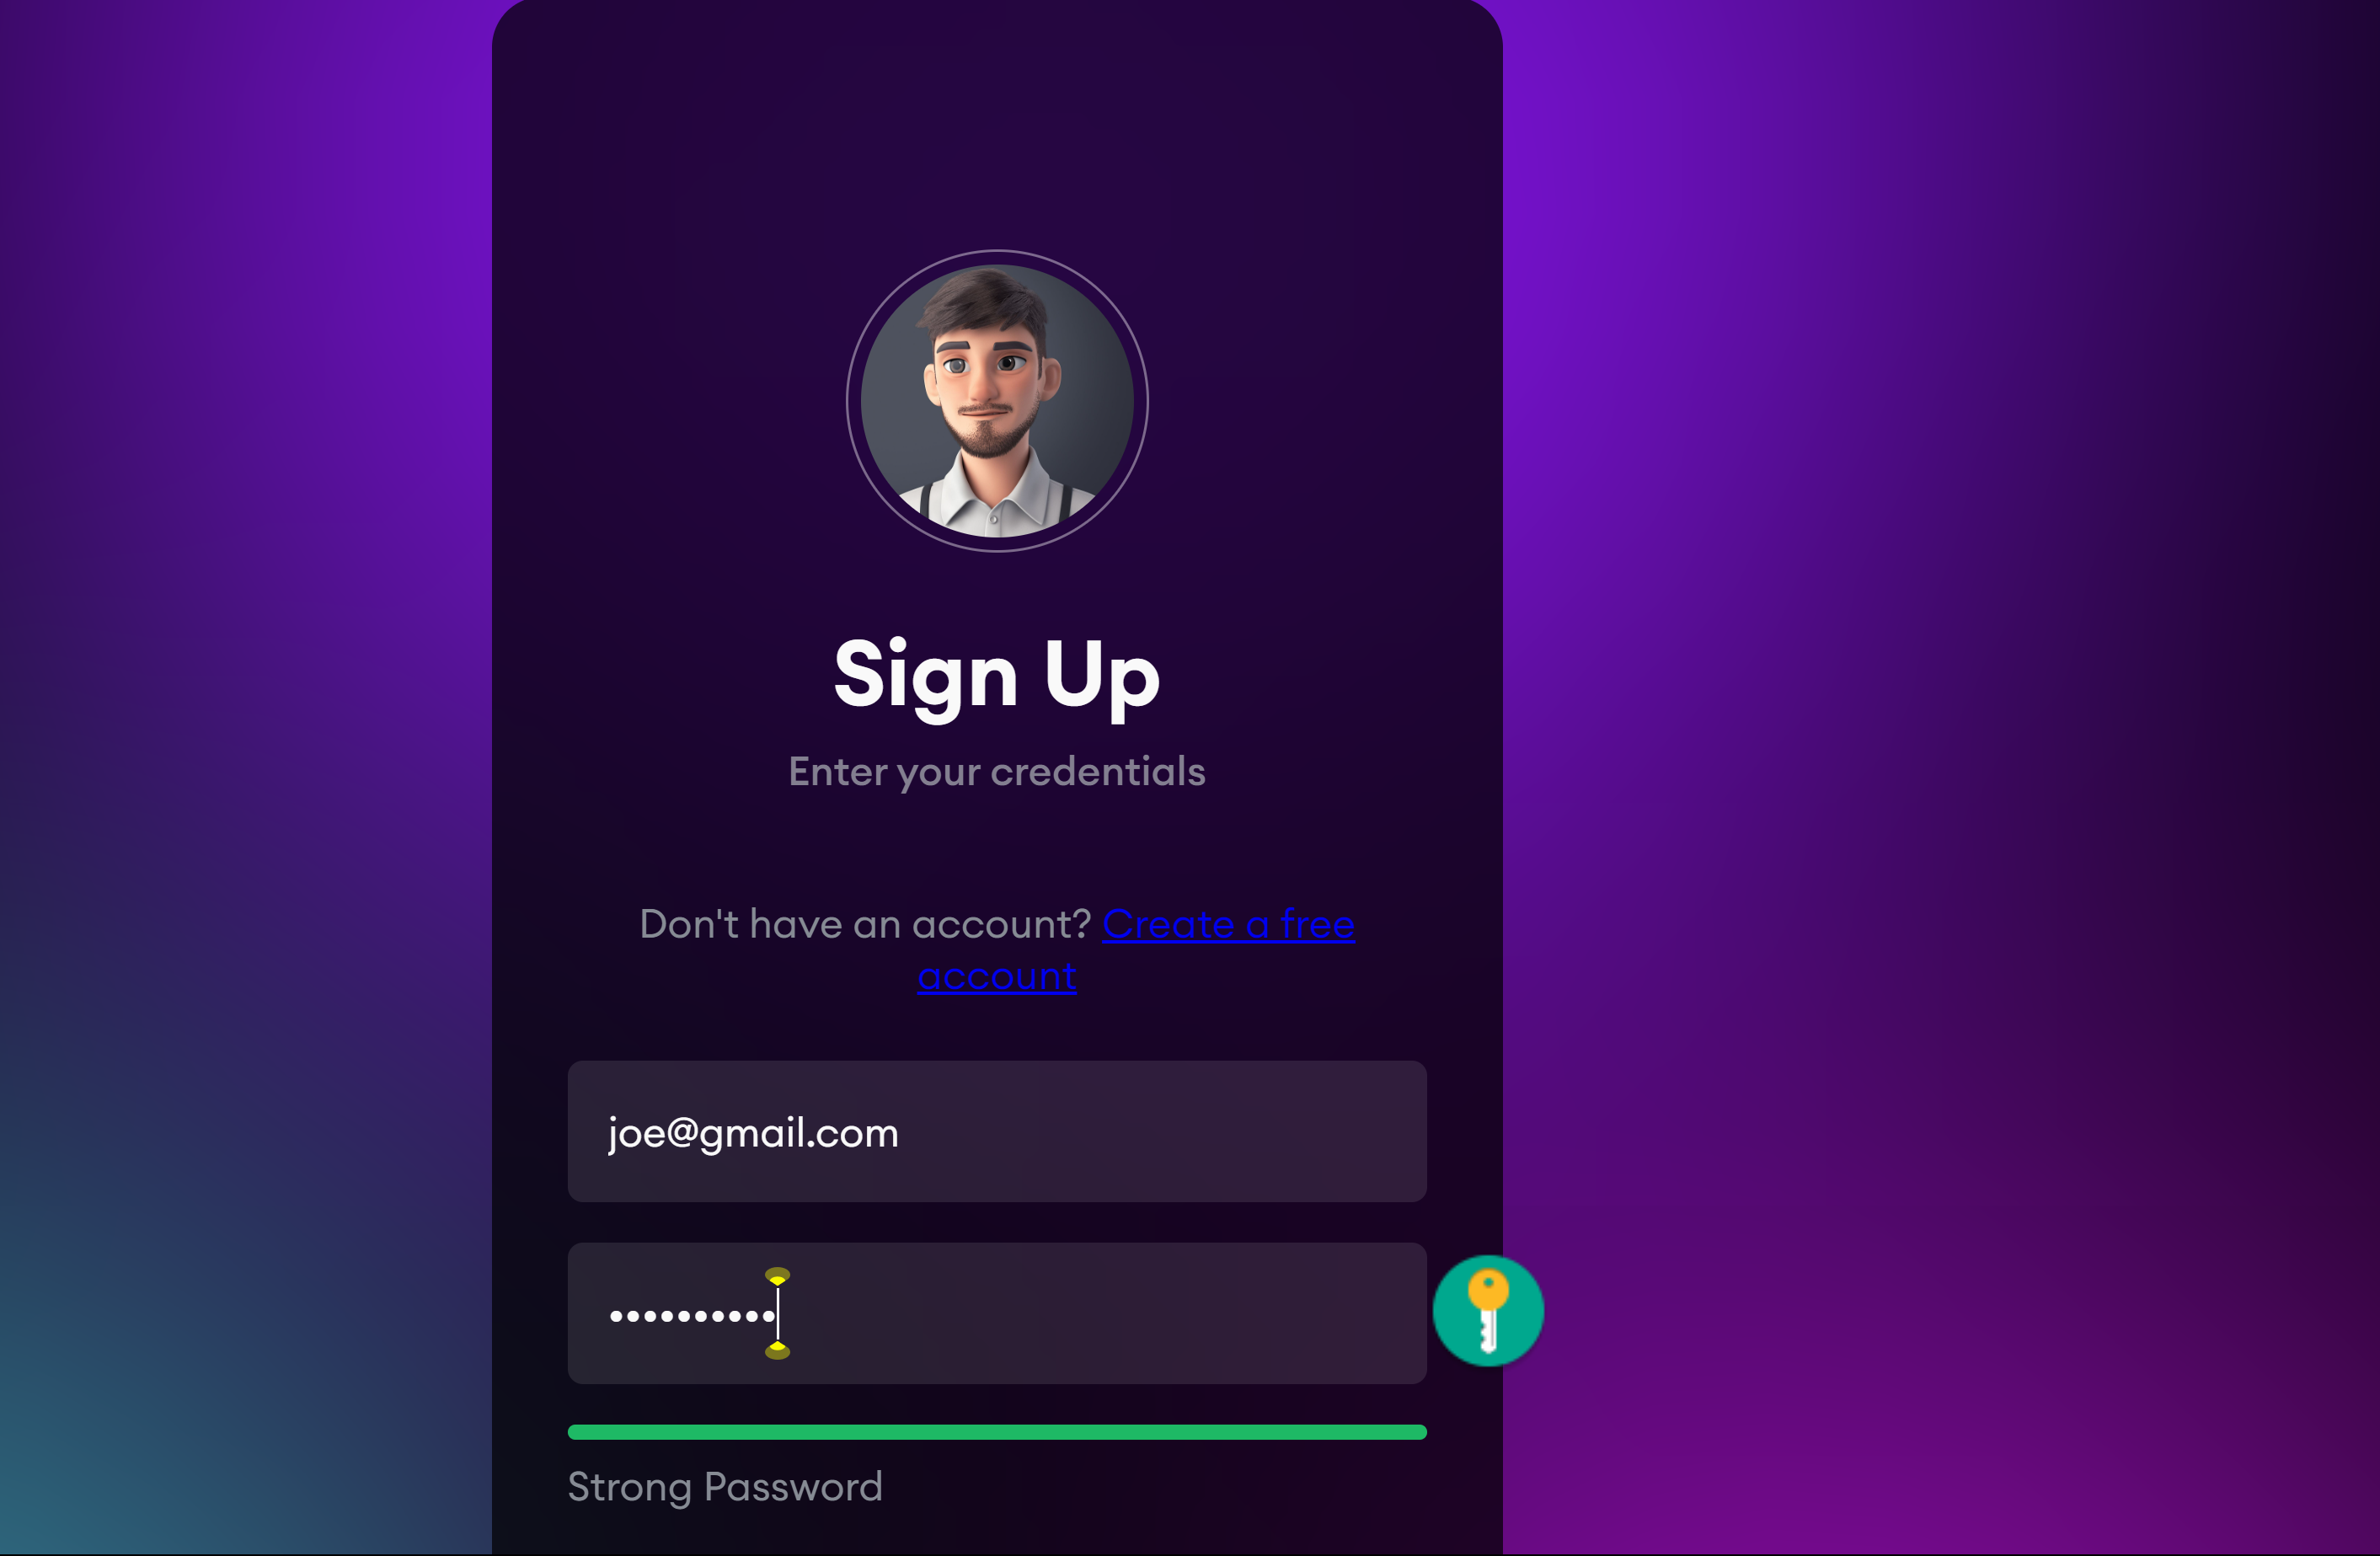 Sign Up
Enter your credentials
Don't have an account? Create a free
account
joe@gmail.com
••••••••••
Strong Password